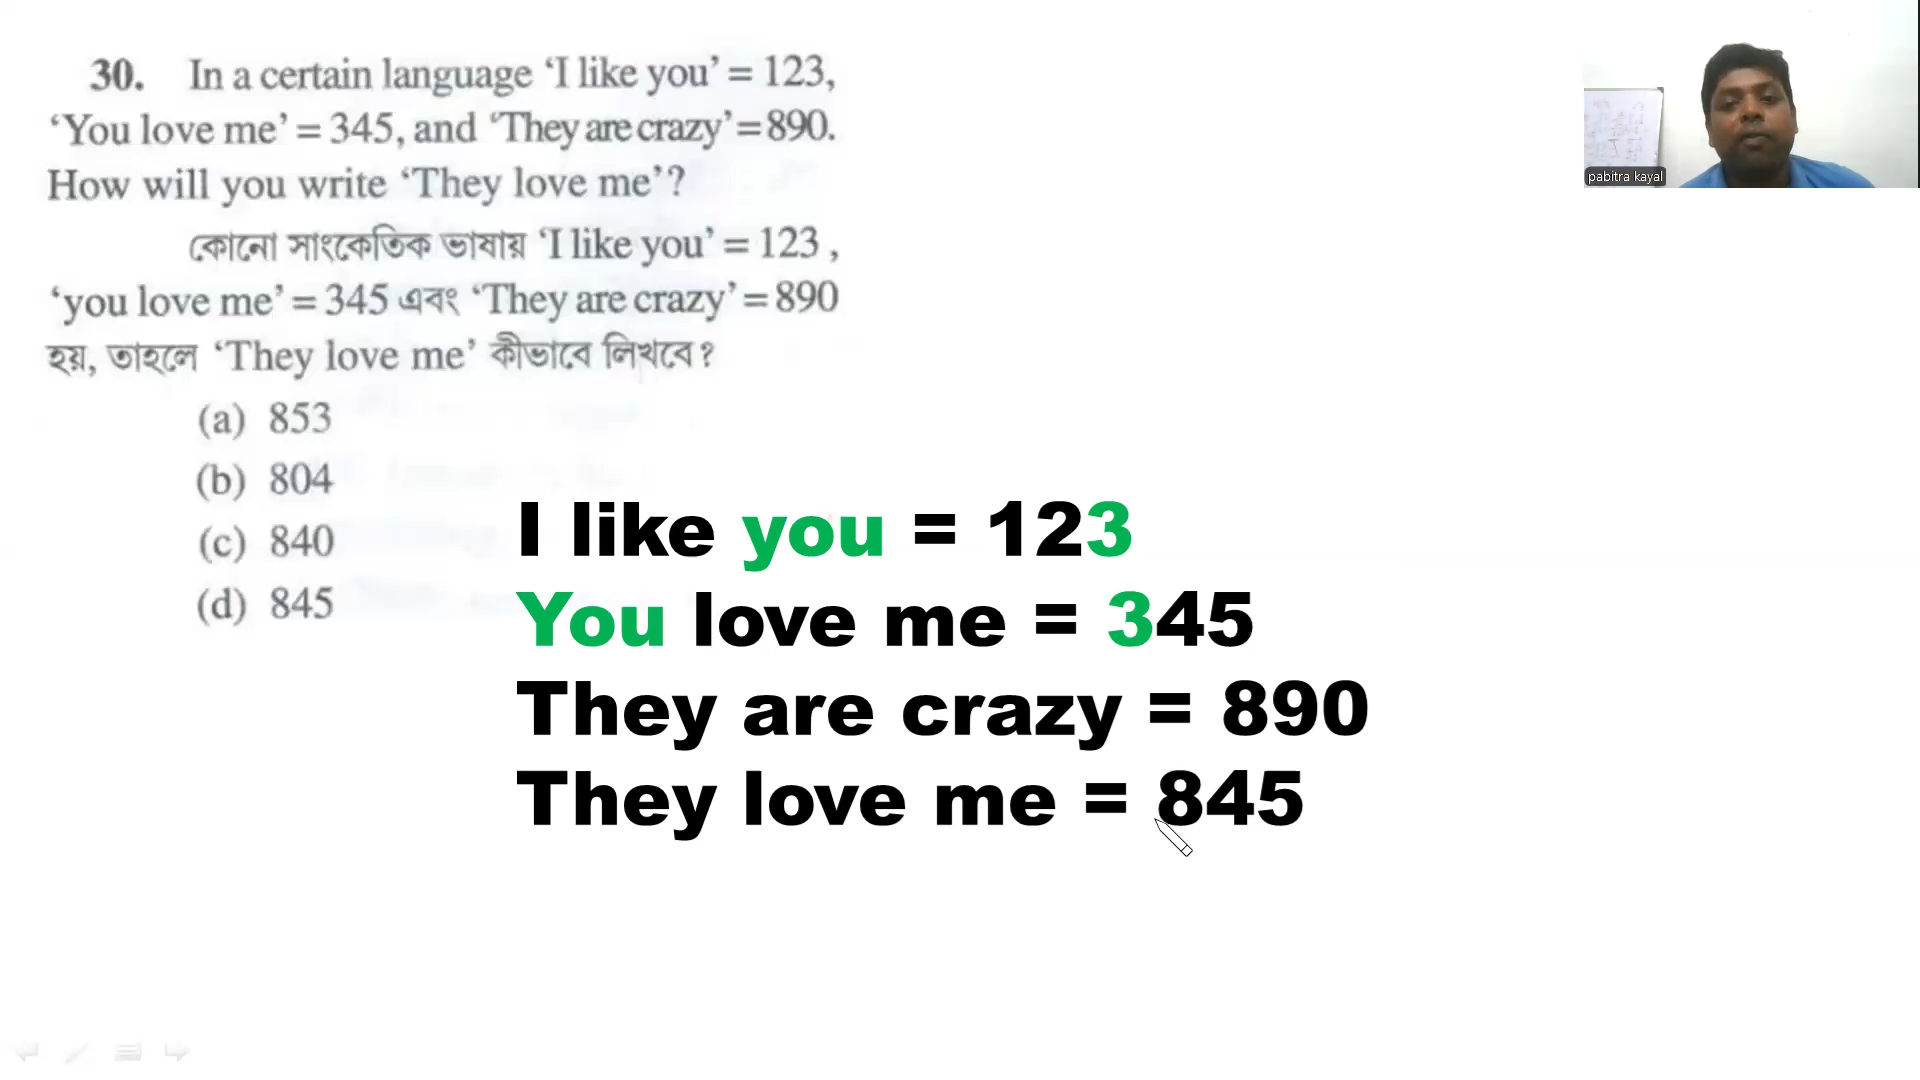 30. In a certain language ‘I like you’ = 123,
‘You love me’ = 345, and ‘They are crazy’ = 890.
How will you write ‘They love me’?
কোনো সাংকেতিক ভাষায় ‘I like you’ = 123 ,
‘you love me’ = 345 এবং ‘They are crazy’ = 890
হয়, তাহলে ‘They love me’ কীভাবে লিখবে ?
(a) 853
(b) 804
(c) 840
(d) 845
I like you = 123
You love me = 345
They are crazy = 890
They love me = 845
pabitra kayal